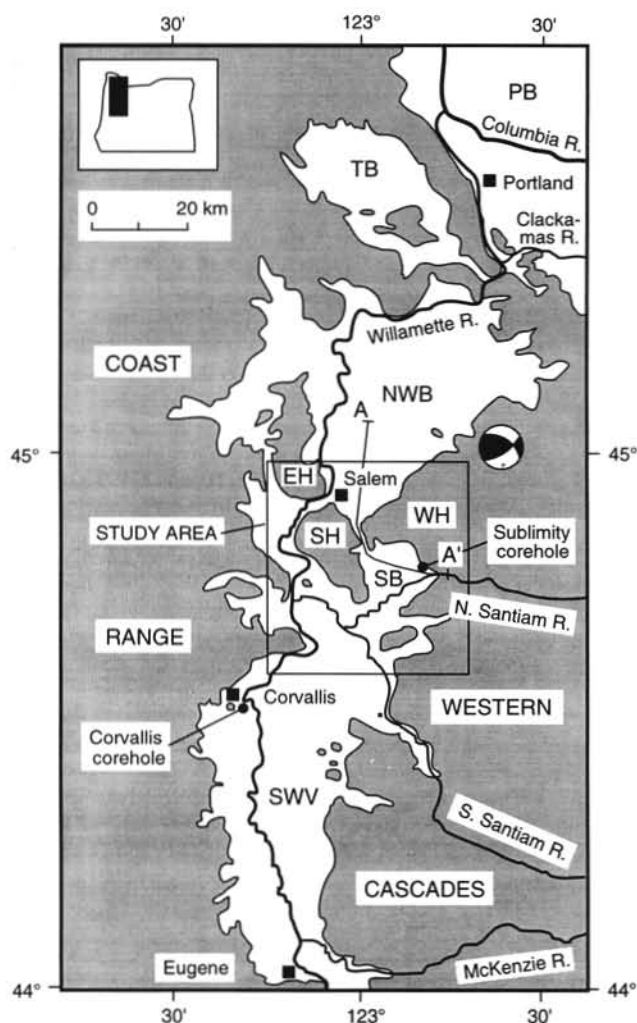 30'
123°
30'
PB
Columbia R.
TB
Portland
0
20 km
Clacka-
mas R.
Willamette R.
COAST
NWB
A
45°
45°
EH
Salem
WH
STUDY AREA
SH
Sublimity
corehole
A'
SB
N. Santiam R.
RANGE
Corvallis
WESTERN
Corvallis
corehole
SWV
S. Santiam R.
CASCADES
Eugene
McKenzie R.
44°
44°
30'
123°
30'